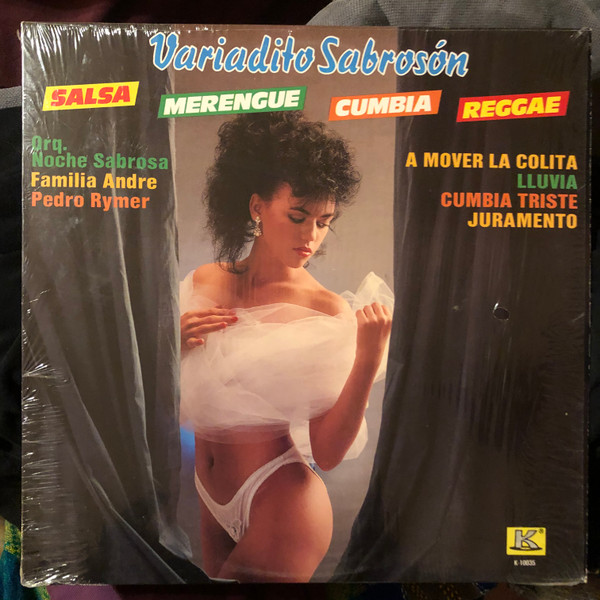 Variadito Sabrosón
SALSA
MERENGUE
CUMBIA
REGGAE
Orq.
Noche Sabrosa
Familia Andre
Pedro Rymer
A MOVER LA COLITA
LLUVIA
CUMBIA TRISTE
JURAMENTO
K®
K-10035